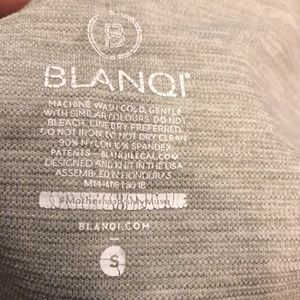 B
BLANQI
MACHINE WASH COLD, GENTLE
WITH SIMILAR COLOURS. DO NOT
BLEACH. LINE DRY PREFERRED.
DO NOT IRON. DO NOT DRY CLEAN.
90% NYLON 10% SPANDEX
PATENTS - BLANQILEGAL.COM
DESIGNED AND KNIT IN THE USA
ASSEMBLED IN HONDURAS
#MotherhoodIsMyMuse
BLANQI.COM
S